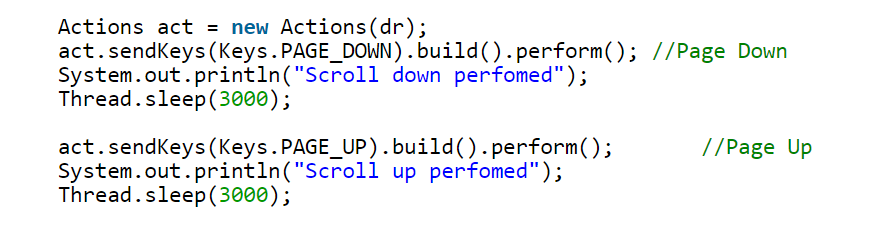 Actions act = new Actions(dr);
act.sendKeys(Keys.PAGE_DOWN).build().perform(); //Page Down
System.out.println("Scroll down perfomed");
Thread.sleep(3000);
act.sendKeys(Keys.PAGE_UP).build().perform(); //Page Up
System.out.println("Scroll up perfomed");
Thread.sleep(3000);